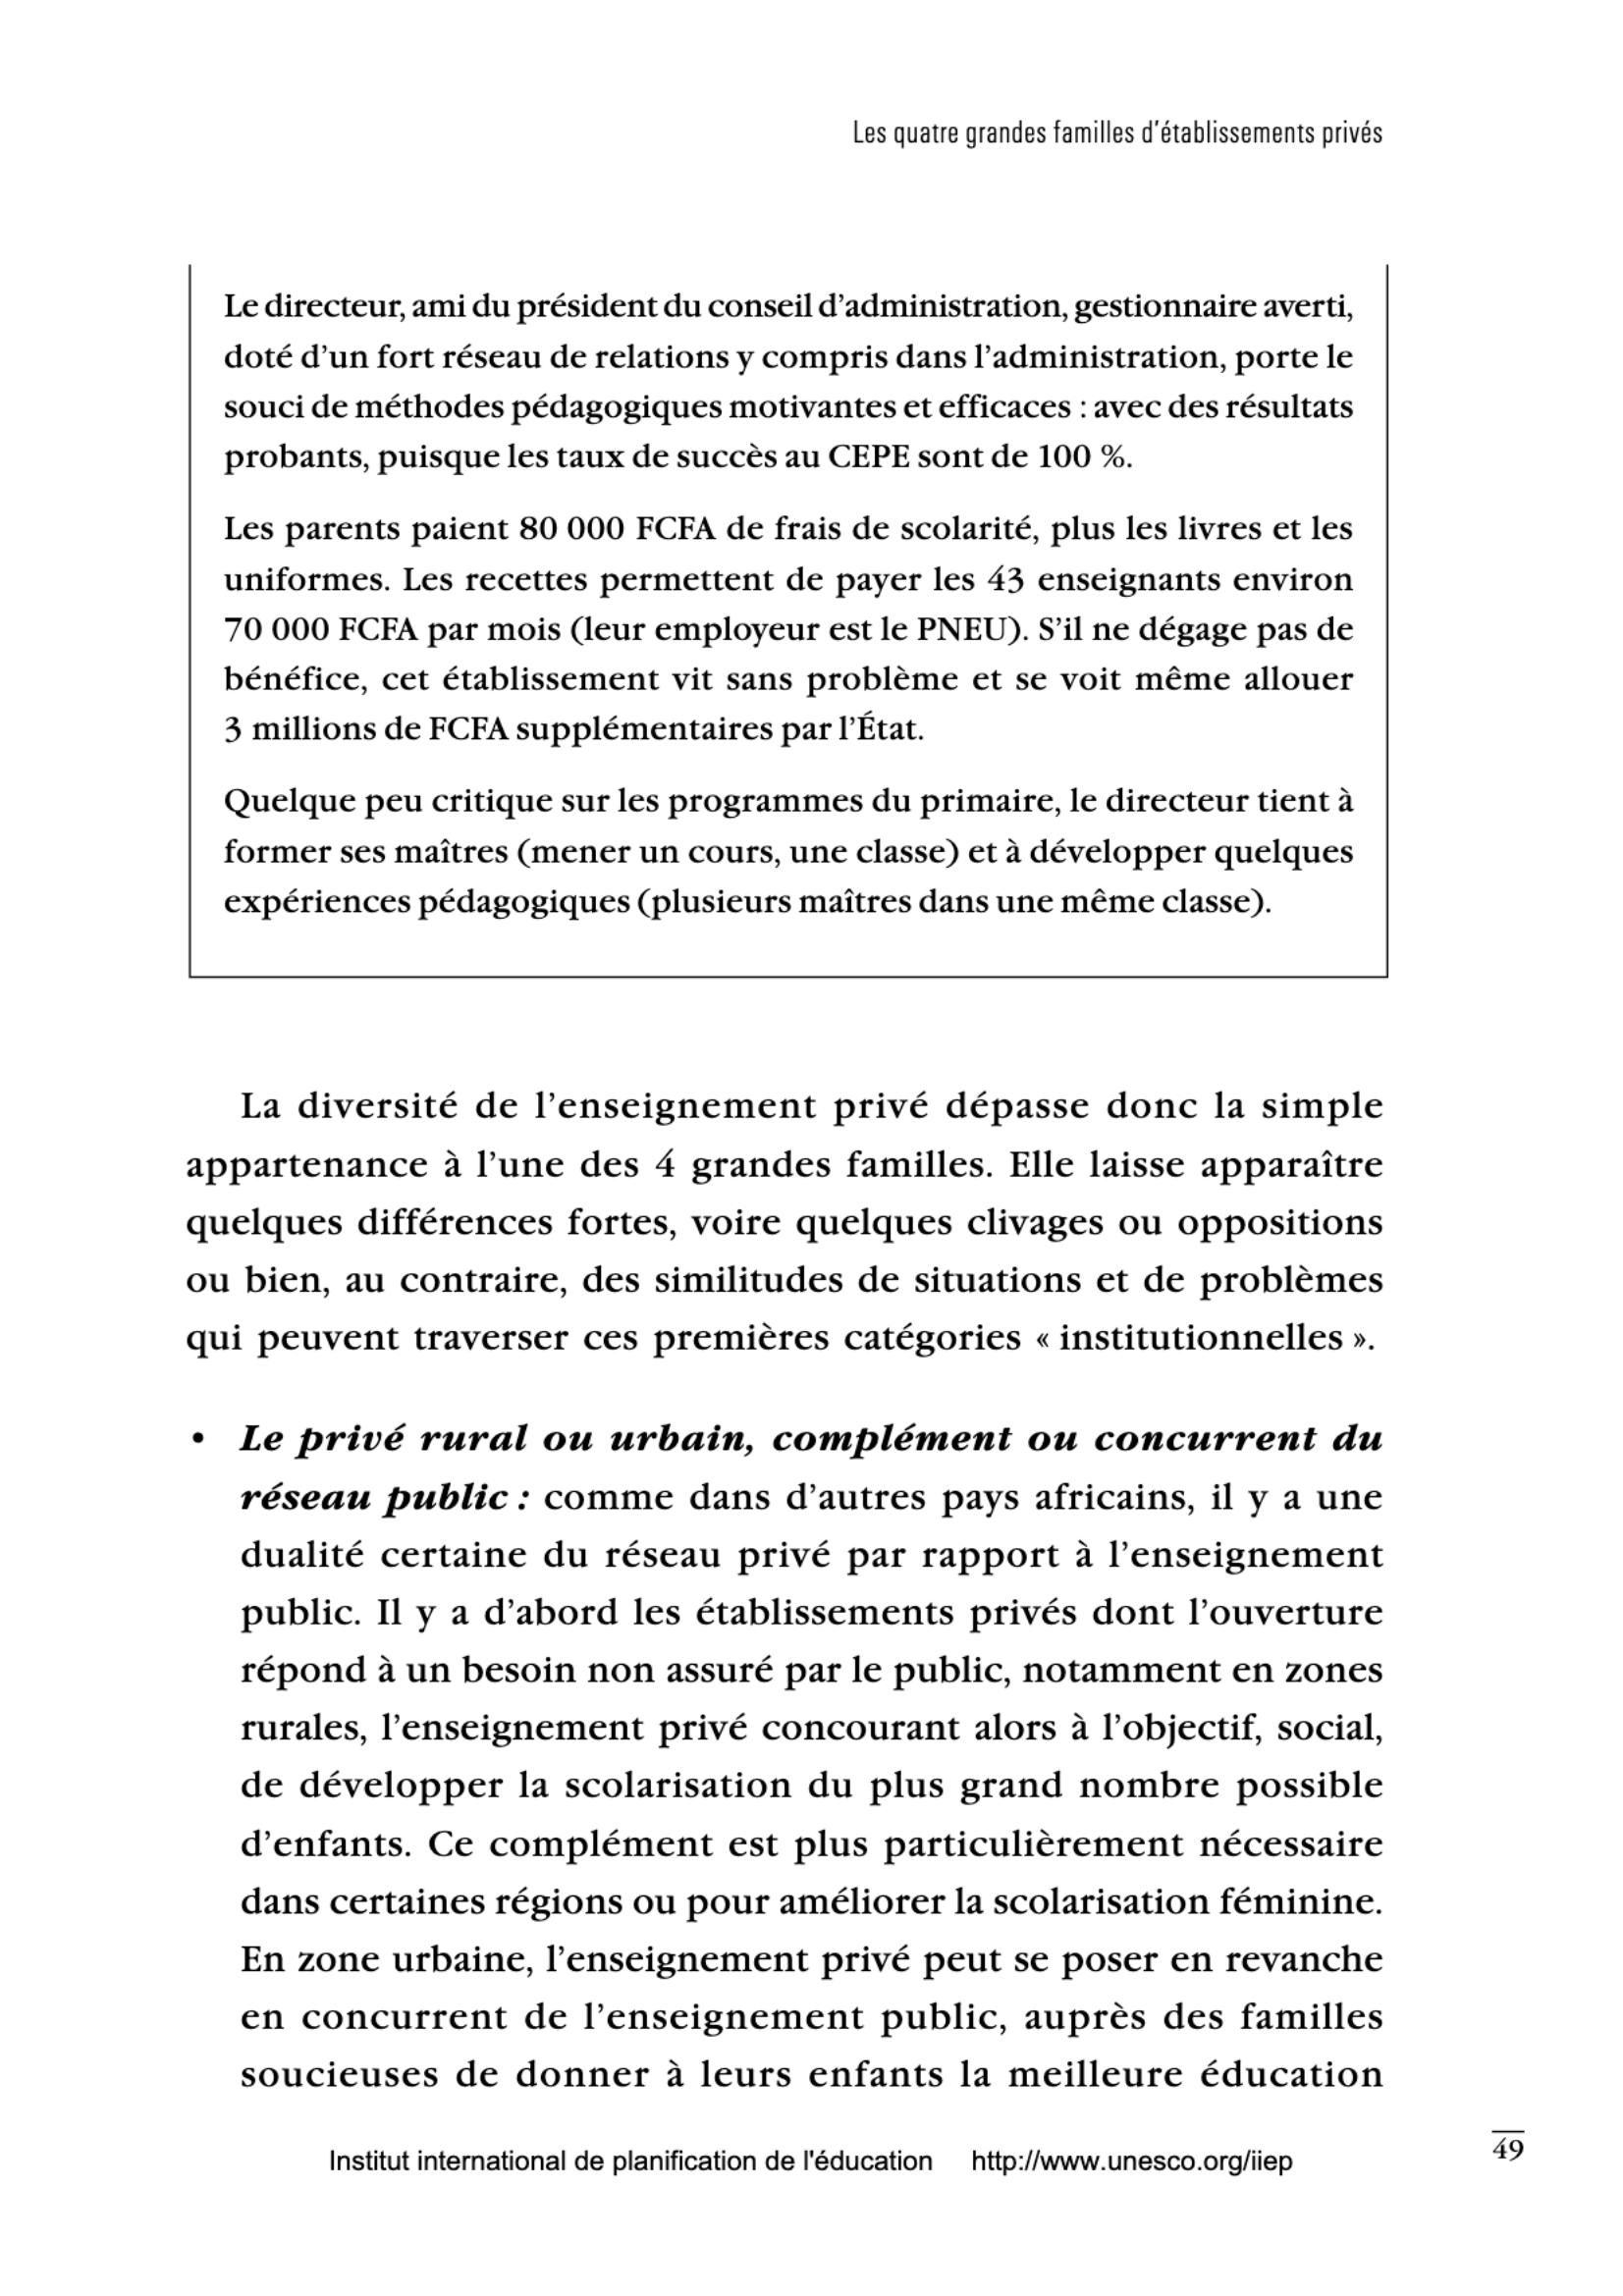 Les quatre grandes familles d'établissements privés
Le directeur, ami du président du conseil d'administration, gestionnaire averti,
doté d'un fort réseau de relations y compris dans l'administration, porte le
souci de méthodes pédagogiques motivantes et efficaces : avec des résultats
probants, puisque les taux de succès au CEPE sont de 100 %.
Les parents paient 80 000 FCFA de frais de scolarité, plus les livres et les
uniformes. Les recettes permettent de payer les 43 enseignants environ
70 000 FCFA par mois (leur employeur est le PNEU). S'il ne dégage pas de
bénéfice, cet établissement vit sans problème et se voit même allouer
3 millions de FCFA supplémentaires par l'État.
Quelque peu critique sur les programmes du primaire, le directeur tient à
former ses maîtres (mener un cours, une classe) et à développer quelques
expériences pédagogiques (plusieurs maîtres dans une même classe).
La diversité de l'enseignement privé dépasse donc la simple
appartenance à l'une des 4 grandes familles. Elle laisse apparaître
quelques différences fortes, voire quelques clivages ou oppositions
ou bien, au contraire, des similitudes de situations et de problèmes
qui peuvent traverser ces premières catégories « institutionnelles ».
• Le privé rural ou urbain, complément ou concurrent du
réseau public : comme dans d'autres pays africains, il y a une
dualité certaine du réseau privé par rapport à l'enseignement
public. Il y a d'abord les établissements privés dont l'ouverture
répond à un besoin non assuré par le public, notamment en zones
rurales, l'enseignement privé concourant alors à l'objectif, social,
de développer la scolarisation du plus grand nombre possible
d'enfants. Ce complément est plus particulièrement nécessaire
dans certaines régions ou pour améliorer la scolarisation féminine.
En zone urbaine, l'enseignement privé peut se poser en revanche
en concurrent de l'enseignement public, auprès des familles
soucieuses de donner à leurs enfants la meilleure éducation
49
Institut international de planification de l'éducation http://www.unesco.org/iiep